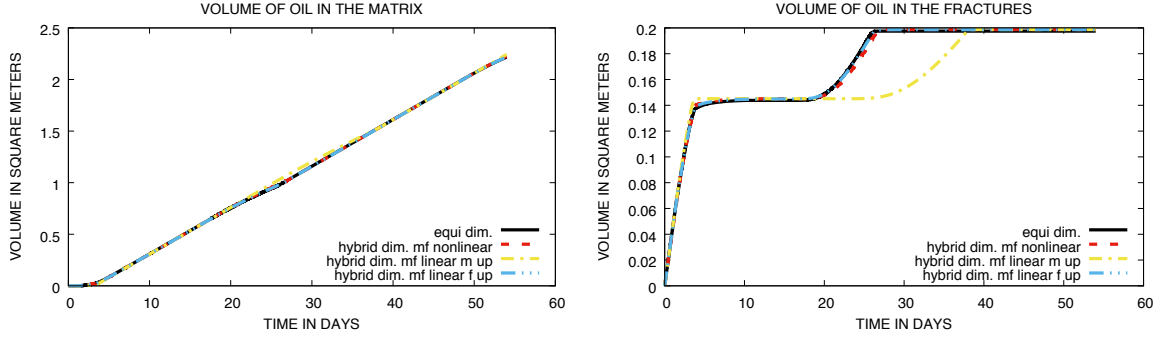 VOLUME OF OIL IN THE MATRIX
VOLUME IN SQUARE METERS
2.5
2
1.5
1
0.5
0
0
10
20
30
40
50
60
TIME IN DAYS
equi dim.
hybrid dim. mf nonlinear
hybrid dim. mf linear m up
hybrid dim. mf linear f up
VOLUME OF OIL IN THE FRACTURES
VOLUME IN SQUARE METERS
0.2
0.18
0.16
0.14
0.12
0.1
0.08
0.06
0.04
0.02
0
0
10
20
30
40
50
60
TIME IN DAYS
equi dim.
hybrid dim. mf nonlinear
hybrid dim. mf linear m up
hybrid dim. mf linear f up